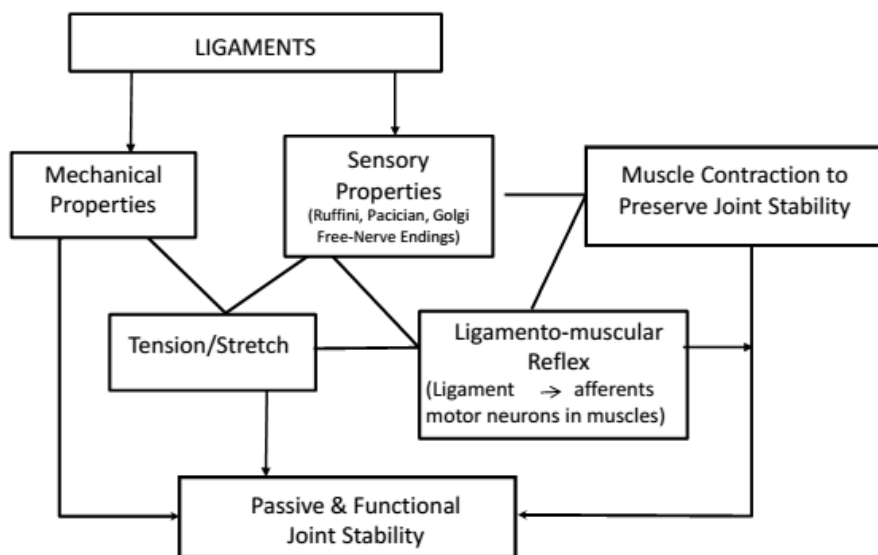 LIGAMENTS
Mechanical
Properties
Sensory
Properties
(Ruffini, Pacician, Golgi
Free-Nerve Endings)
Muscle Contraction to
Preserve Joint Stability
Tension/Stretch
Ligamento-muscular
Reflex
(Ligament → afferents
motor neurons in muscles)
Passive & Functional
Joint Stability